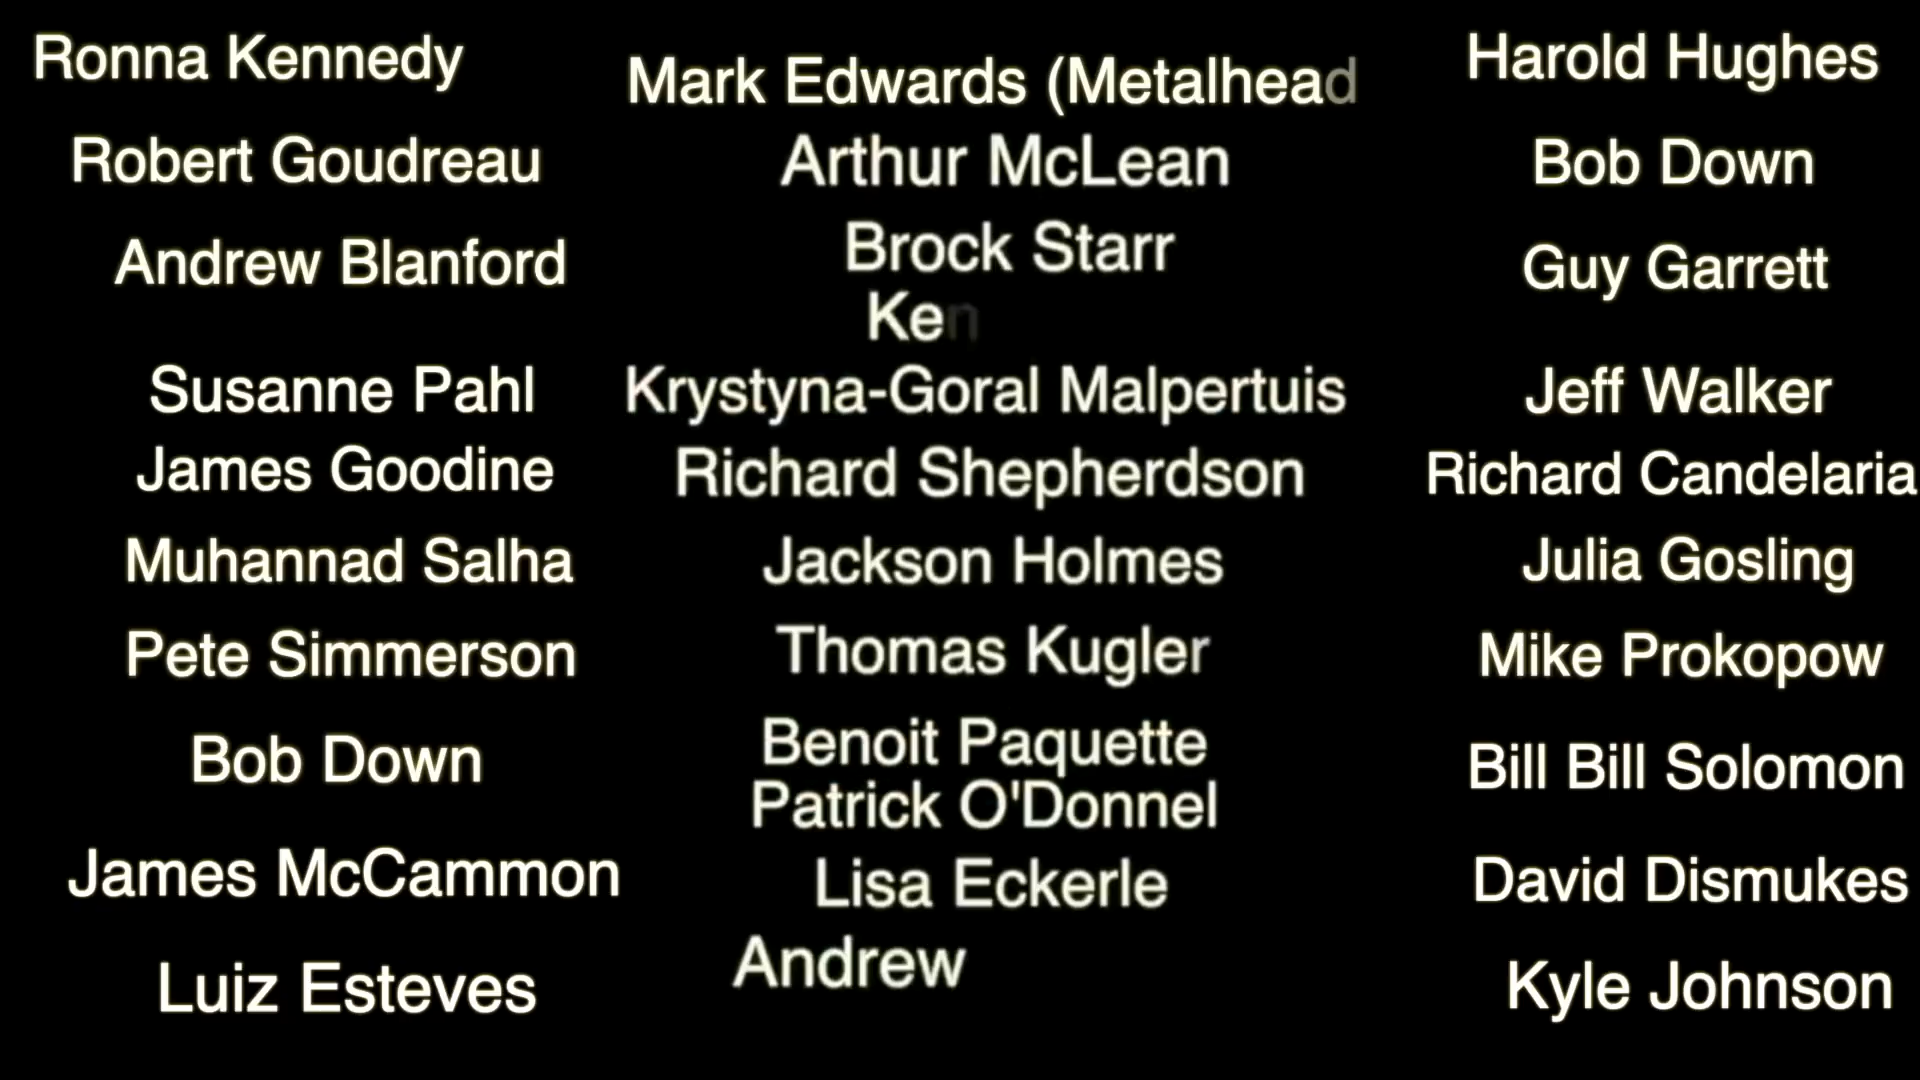 Ronna Kennedy
Robert Goudreau
Andrew Blanford
Susanne Pahl
James Goodine
Muhannad Salha
Pete Simmerson
Bob Down
James McCammon
Luiz Esteves
Mark Edwards (Metalhead
Arthur McLean
Brock Starr
Ken
Krystyna-Goral Malpertuis
Richard Shepherdson
Jackson Holmes
Thomas Kugler
Benoit Paquette
Patrick O'Donnel
Lisa Eckerle
Andrew
Harold Hughes
Bob Down
Guy Garrett
Jeff Walker
Richard Candelaria
Julia Gosling
Mike Prokopow
Bill Bill Solomon
David Dismukes
Kyle Johnson